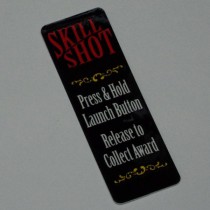 SKILL
SHOT
Press & Hold
Launch Button
Release to
Collect Award